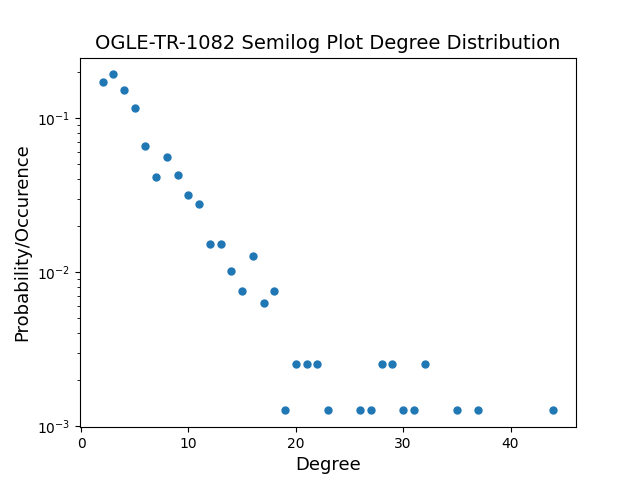 OGLE-TR-1082 Semilog Plot Degree Distribution
Probability/Occurence
10⁻¹
10⁻²
10⁻³
0 10 20 30 40
Degree